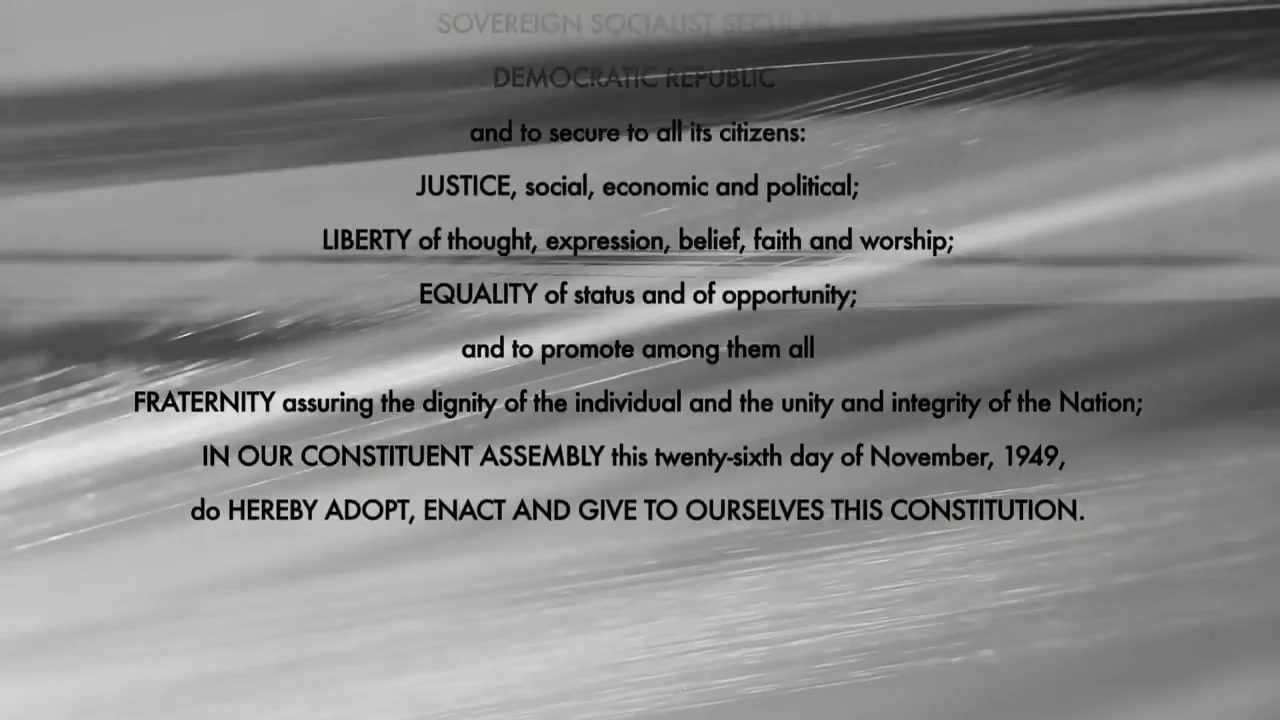 SOVEREIGN SOCIALIST SECULAR
DEMOCRATIC REPUBLIC
and to secure to all its citizens:
JUSTICE, social, economic and political;
LIBERTY of thought, expression, belief, faith and worship;
EQUALITY of status and of opportunity;
and to promote among them all
FRATERNITY assuring the dignity of the individual and the unity and integrity of the Nation;
IN OUR CONSTITUENT ASSEMBLY this twenty-sixth day of November, 1949,
do HEREBY ADOPT, ENACT AND GIVE TO OURSELVES THIS CONSTITUTION.